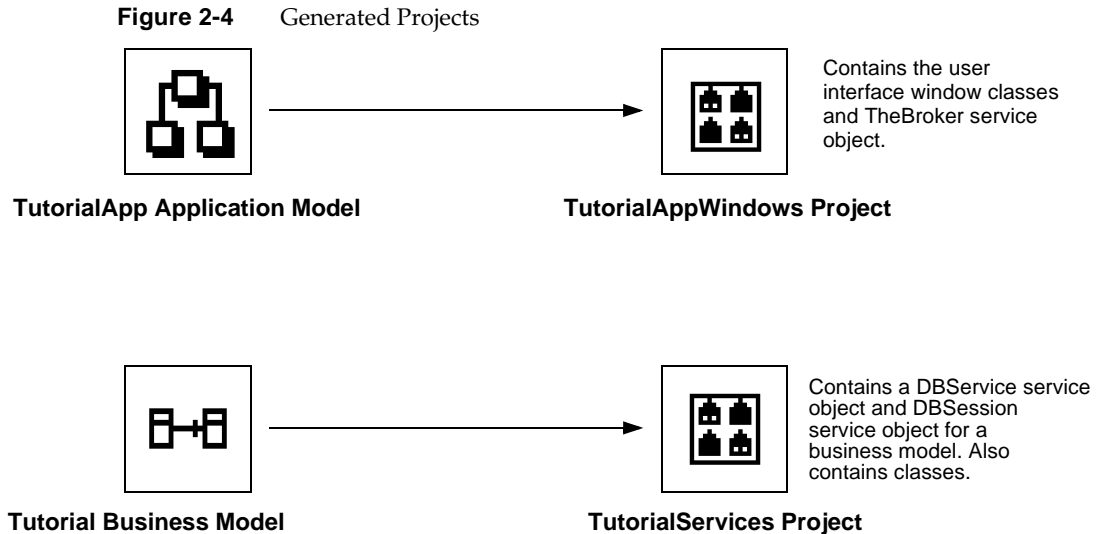 Figure 2-4 Generated Projects
Contains the user
interface window classes
and TheBroker service
object.
TutorialApp Application Model
TutorialAppWindows Project
Contains a DBService service
object and DBSession
service object for a
business model. Also
contains classes.
Tutorial Business Model
TutorialServices Project